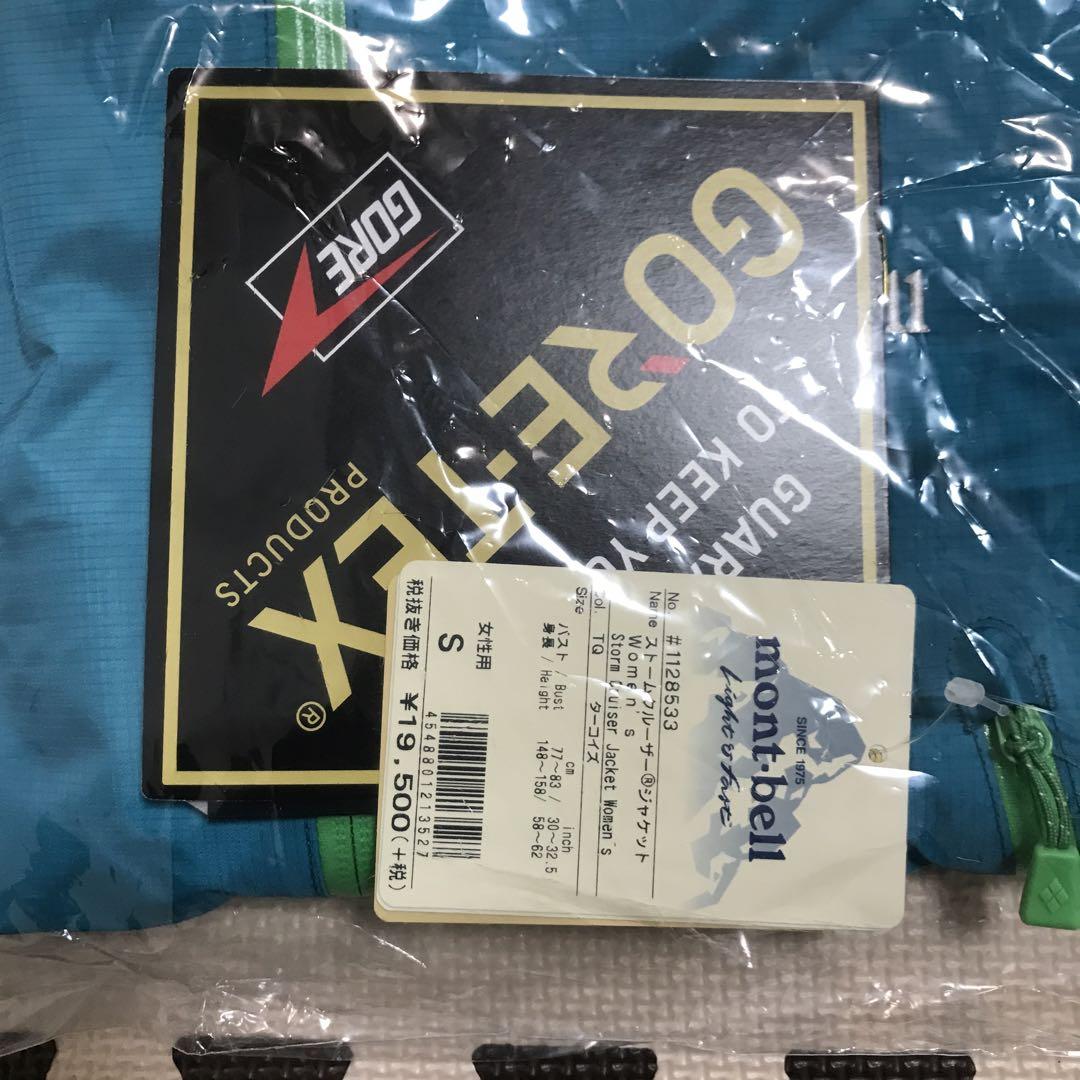 GORE
GORE-TEX®
PRODUCTS
GUAR
TO KEEP YO
SINCE 1975
mont-bell
Light & Fast.
No. #1128533
Name ストームクルーザー®ジャケット
Women's
Storm Cruiser Jacket Women's
Col. TQ ターコイズ
Size
cm inch
バスト / Bust 77~83/ 30~32.5
身長 / Height 148~158/ 58~62
女性用
S
4548801213527
税抜き価格 ¥19,500(+税)